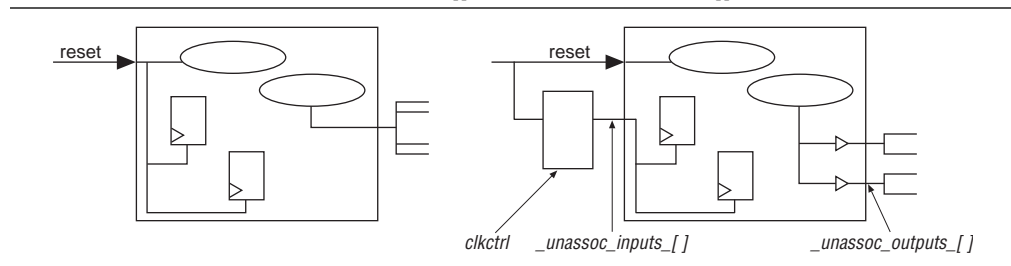 reset
reset
clkctrl
_unassoc_inputs_[ ]
_unassoc_outputs_[ ]